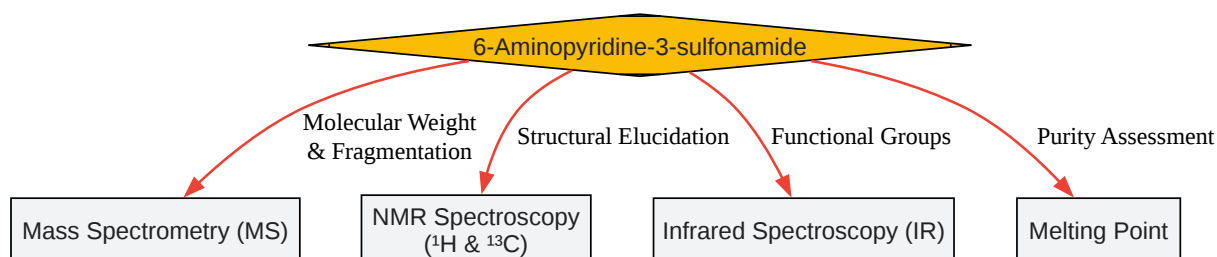 6-Aminopyridine-3-sulfonamide
Molecular Weight
& Fragmentation
Structural Elucidation
Functional Groups
Purity Assessment
Mass Spectrometry (MS)
NMR Spectroscopy
(¹H & ¹³C)
Infrared Spectroscopy (IR)
Melting Point